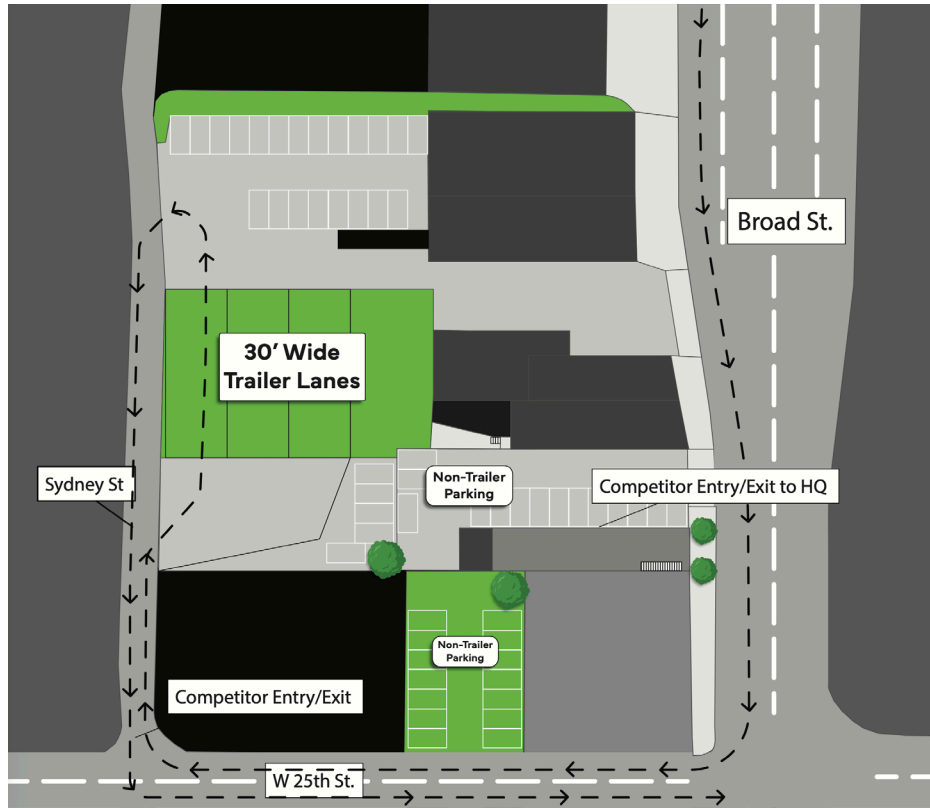 Broad St.
30' Wide
Trailer Lanes
Sydney St
Non-Trailer
Parking
Competitor Entry/Exit to HQ
Non-Trailer
Parking
Competitor Entry/Exit
W 25th St.